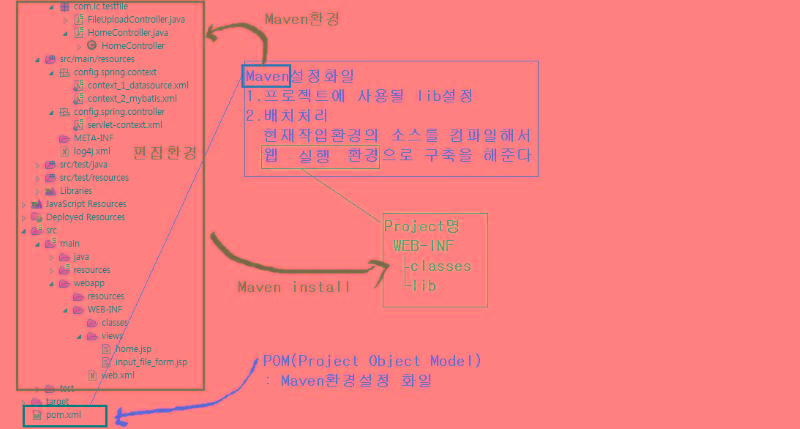 com.lc.testfile
FileUploadController.java
HomeController.java
HomeController
src/main/resources
config.spring.context
context_1_datasource.xml
context_2_mybatis.xml
config.spring.controller
servlet-context.xml
META-INF
log4j.xml
src/test/java
src/test/resources
Libraries
JavaScript Resources
Deployed Resources
src
main
java
resources
webapp
resources
WEB-INF
classes
views
home.jsp
input_file_form.jsp
web.xml
test
target
pom.xml
편집환경
Maven환경
Maven설정화일
1.프로젝트에 사용될 lib설정
2.배치처리
현재작업환경의 소스를 컴파일해서
웹 실행 환경으로 구축을 해준다
Project명
WEB-INF
classes
lib
Maven install
POM(Project Object Model)
: Maven환경설정 화일